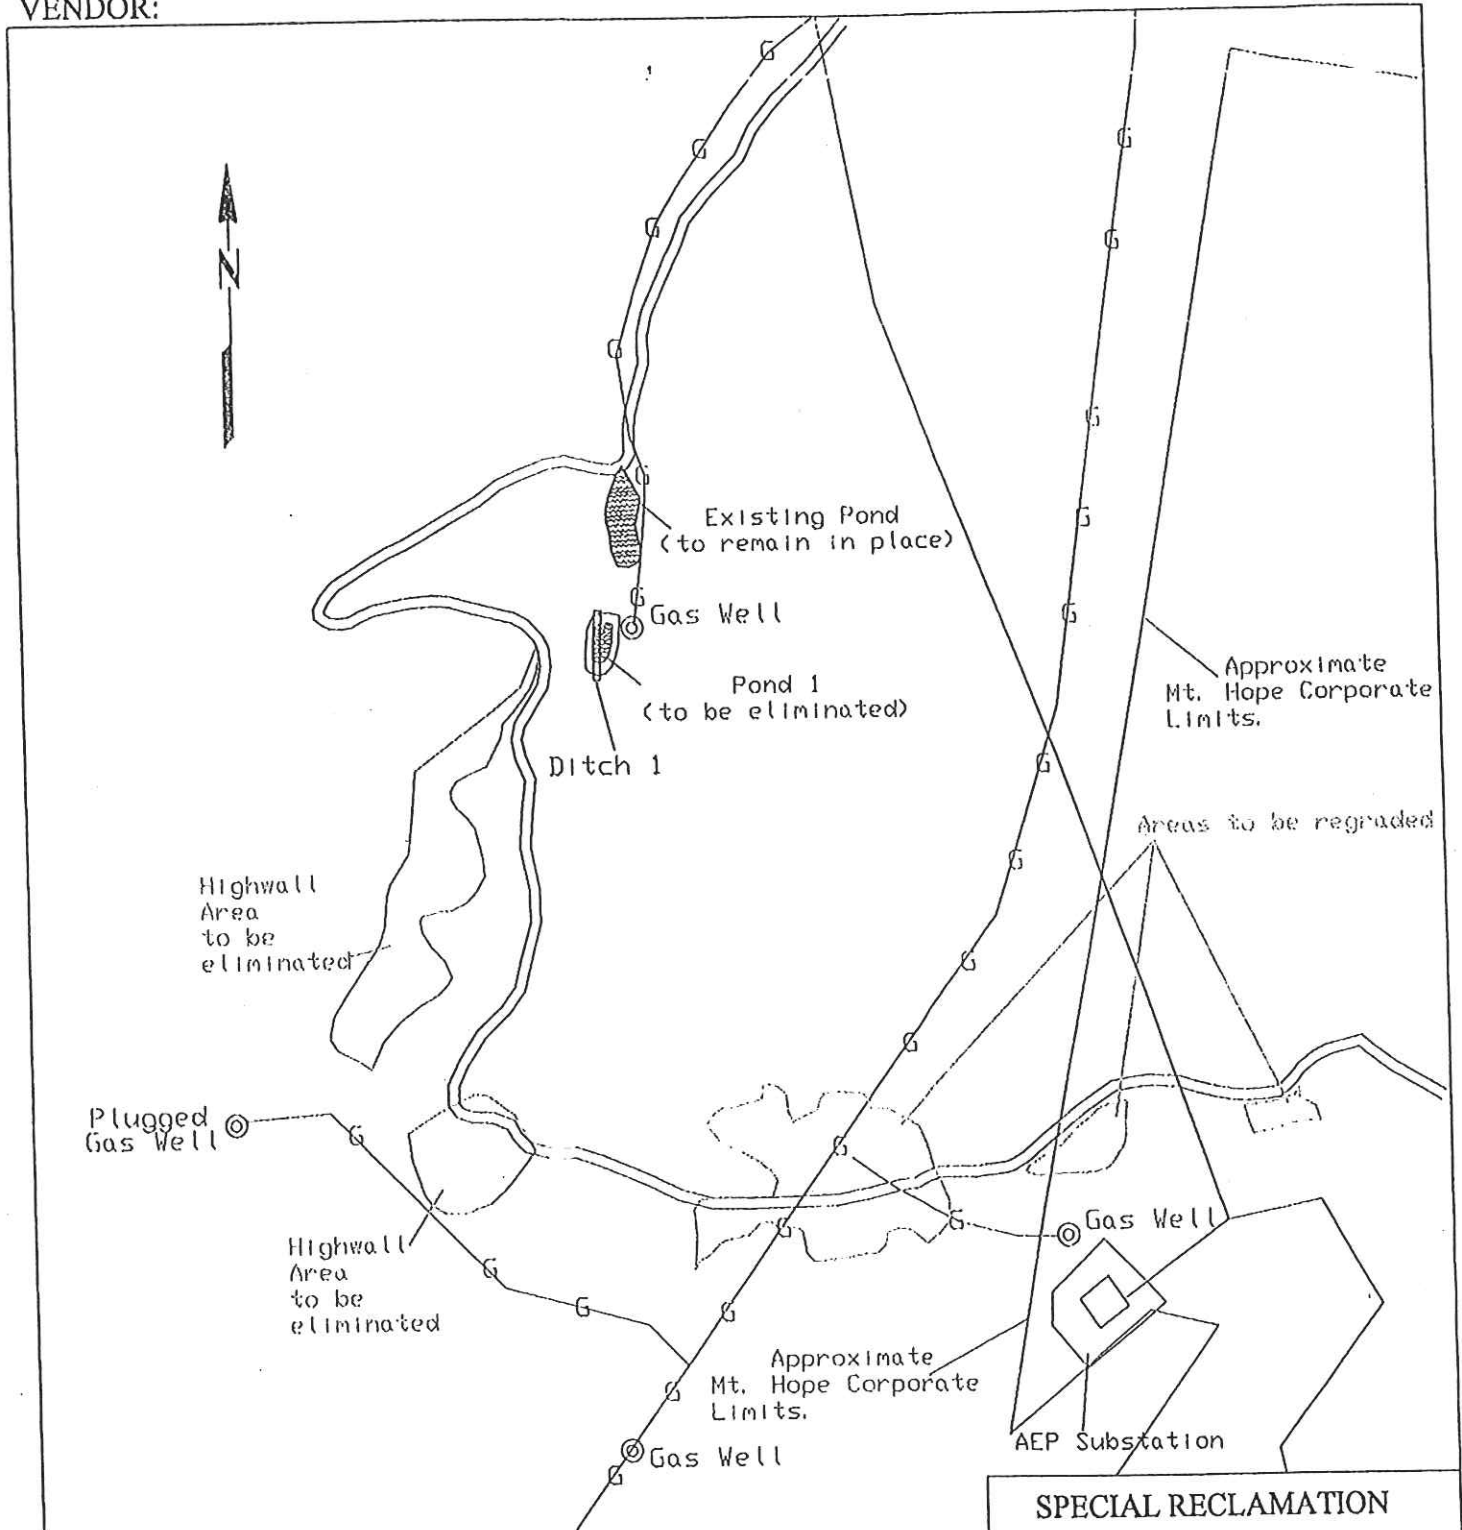 VENDOR:
G
G
G
G
N
G
G
G
G
Existing Pond
(to remain in place)
G
G
Gas Well
G
Approximate
Mt. Hope Corporate
Limits.
Pond 1
(to be eliminated)
Ditch 1
G
Areas to be regraded
G
Highwall
Area
to be
eliminated
G
G
Plugged
Gas Well
G
G
G
G
Gas Well
Highwall
Area
to be
eliminated
G
G
G
Approximate
Mt. Hope Corporate
Limits.
G
AEP Substation
Gas Well
G
SPECIAL RECLAMATION